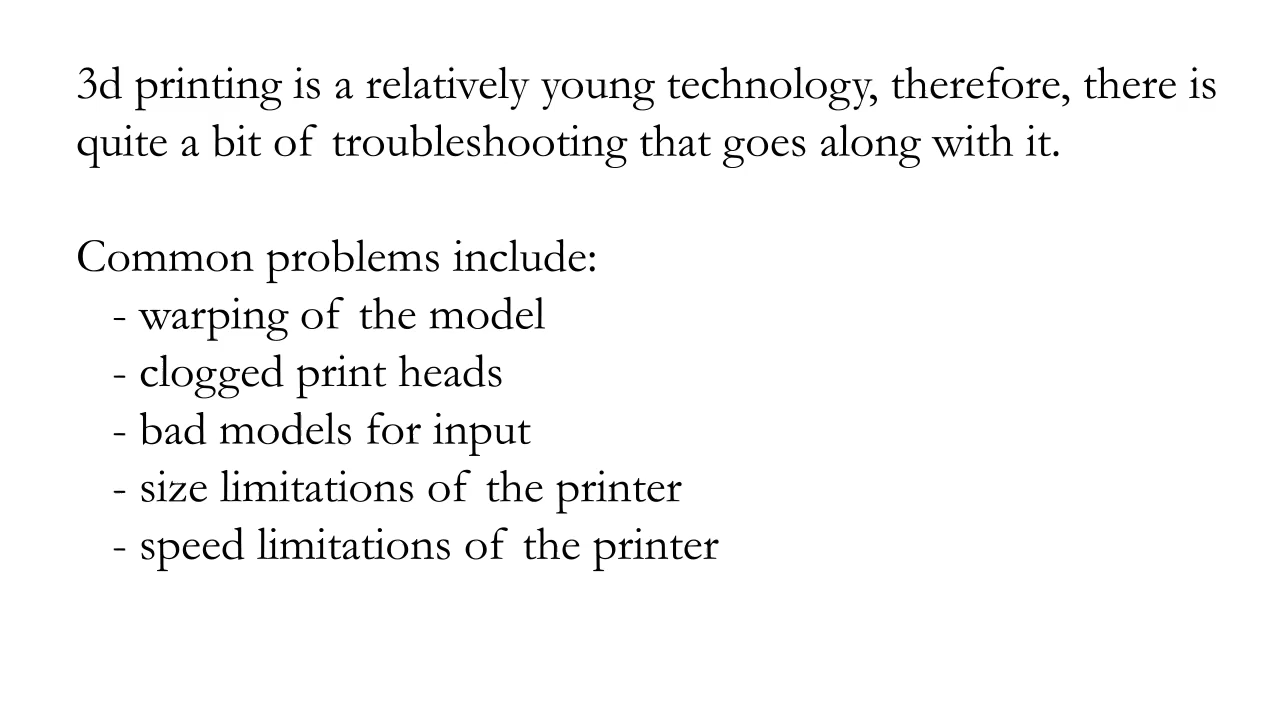 3d printing is a relatively young technology, therefore, there is
quite a bit of troubleshooting that goes along with it.
Common problems include:
- warping of the model
- clogged print heads
- bad models for input
- size limitations of the printer
- speed limitations of the printer